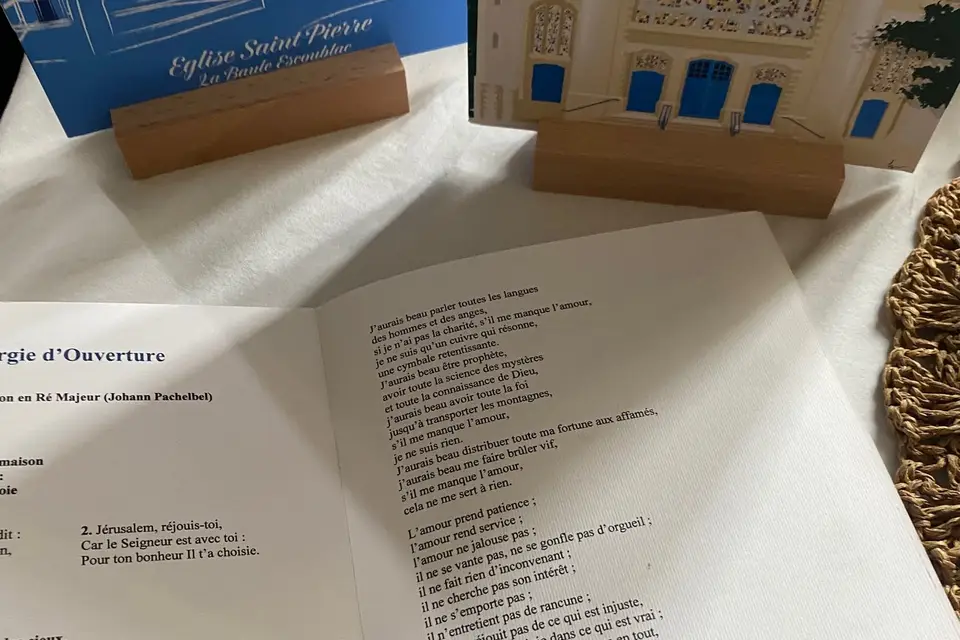 Eglise Saint Pierre
La Baule Escoublac
d'Ouverture
en Ré Majeur (Johann Pachelbel)
maison
:
2. Jérusalem, réjouis-toi,
Car le Seigneur est avec toi :
Pour ton bonheur Il t'a choisie.
J'aurais beau parler toutes les langues
des hommes et des anges,
si je n'ai pas la charité, s'il me manque l'amour,
je ne suis qu'un cuivre qui résonne,
une cymbale retentissante.
J'aurais beau être prophète,
avoir toute la science des mystères
et toute la connaissance de Dieu,
j'aurais beau avoir toute la foi
jusqu'à transporter les montagnes,
s'il me manque l'amour,
je ne suis rien.
J'aurais beau distribuer toute ma fortune aux affamés,
j'aurais beau me faire brûler vif,
s'il me manque l'amour,
cela ne me sert à rien.
L'amour prend patience ;
l'amour rend service ;
l'amour ne jalouse pas ;
il ne se vante pas, ne se gonfle pas d'orgueil ;
il ne fait rien d'inconvenant ;
il ne cherche pas son intérêt ;
il ne s'emporte pas ;
il n'entretient pas de rancune ;
pas de ce qui est injuste,
dans ce qui est vrai ;
en tout,